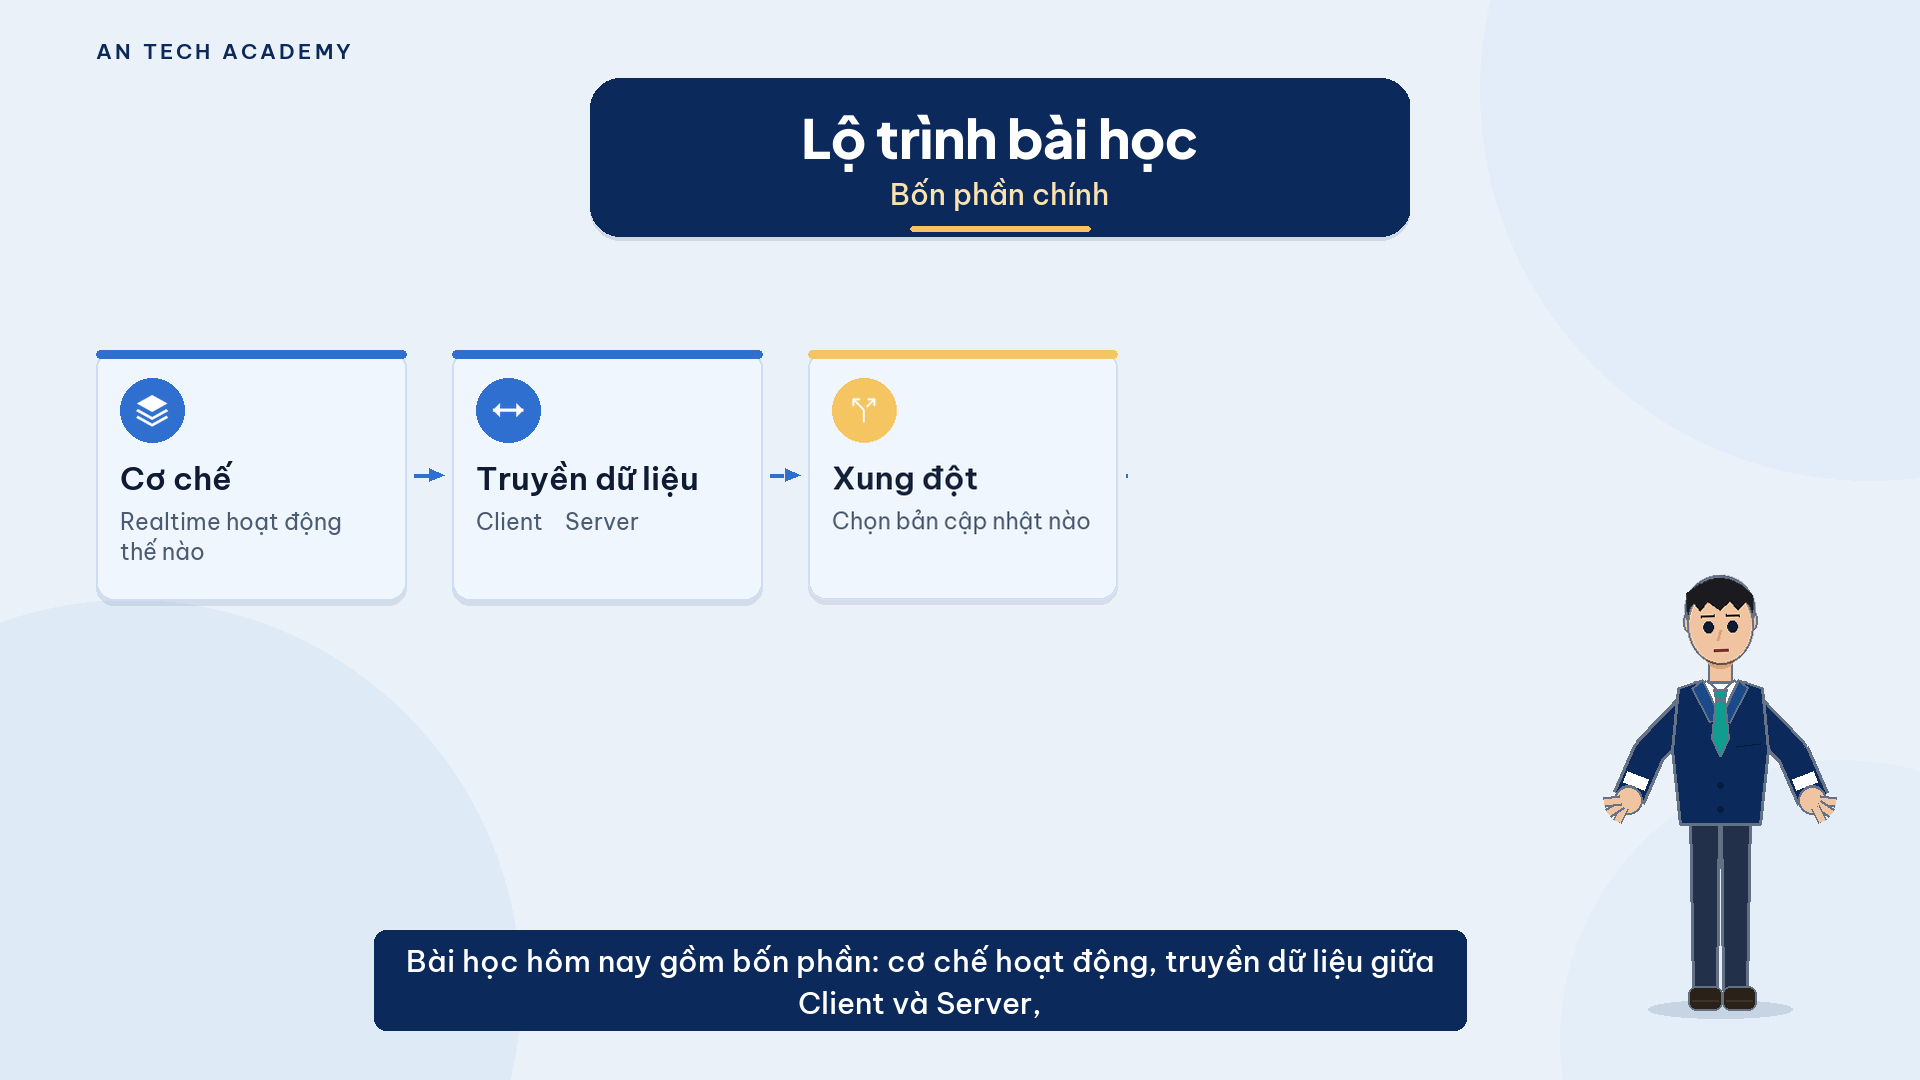 AN TECH ACADEMY
Lộ trình bài học
Bốn phần chính
Cơ chế
Realtime hoạt động
thế nào
Truyền dữ liệu
Client Server
Xung đột
Chọn bản cập nhật nào
Bài học hôm nay gồm bốn phần: cơ chế hoạt động, truyền dữ liệu giữa
Client và Server,